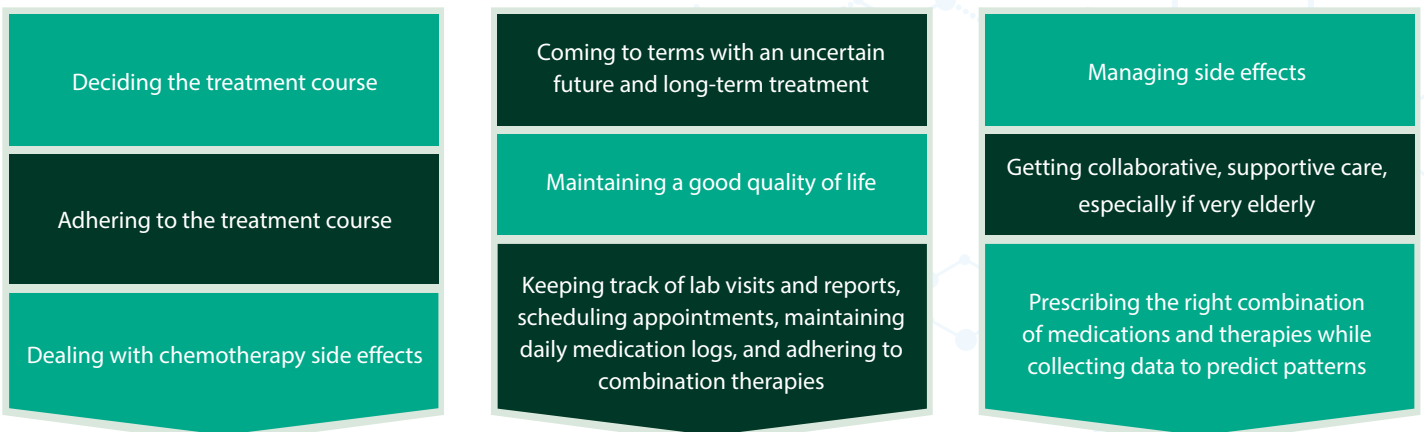 Deciding the treatment course
Adhering to the treatment course
Dealing with chemotherapy side effects
Coming to terms with an uncertain
future and long-term treatment
Maintaining a good quality of life
Keeping track of lab visits and reports,
scheduling appointments, maintaining
daily medication logs, and adhering to
combination therapies
Managing side effects
Getting collaborative, supportive care,
especially if very elderly
Prescribing the right combination
of medications and therapies while
collecting data to predict patterns